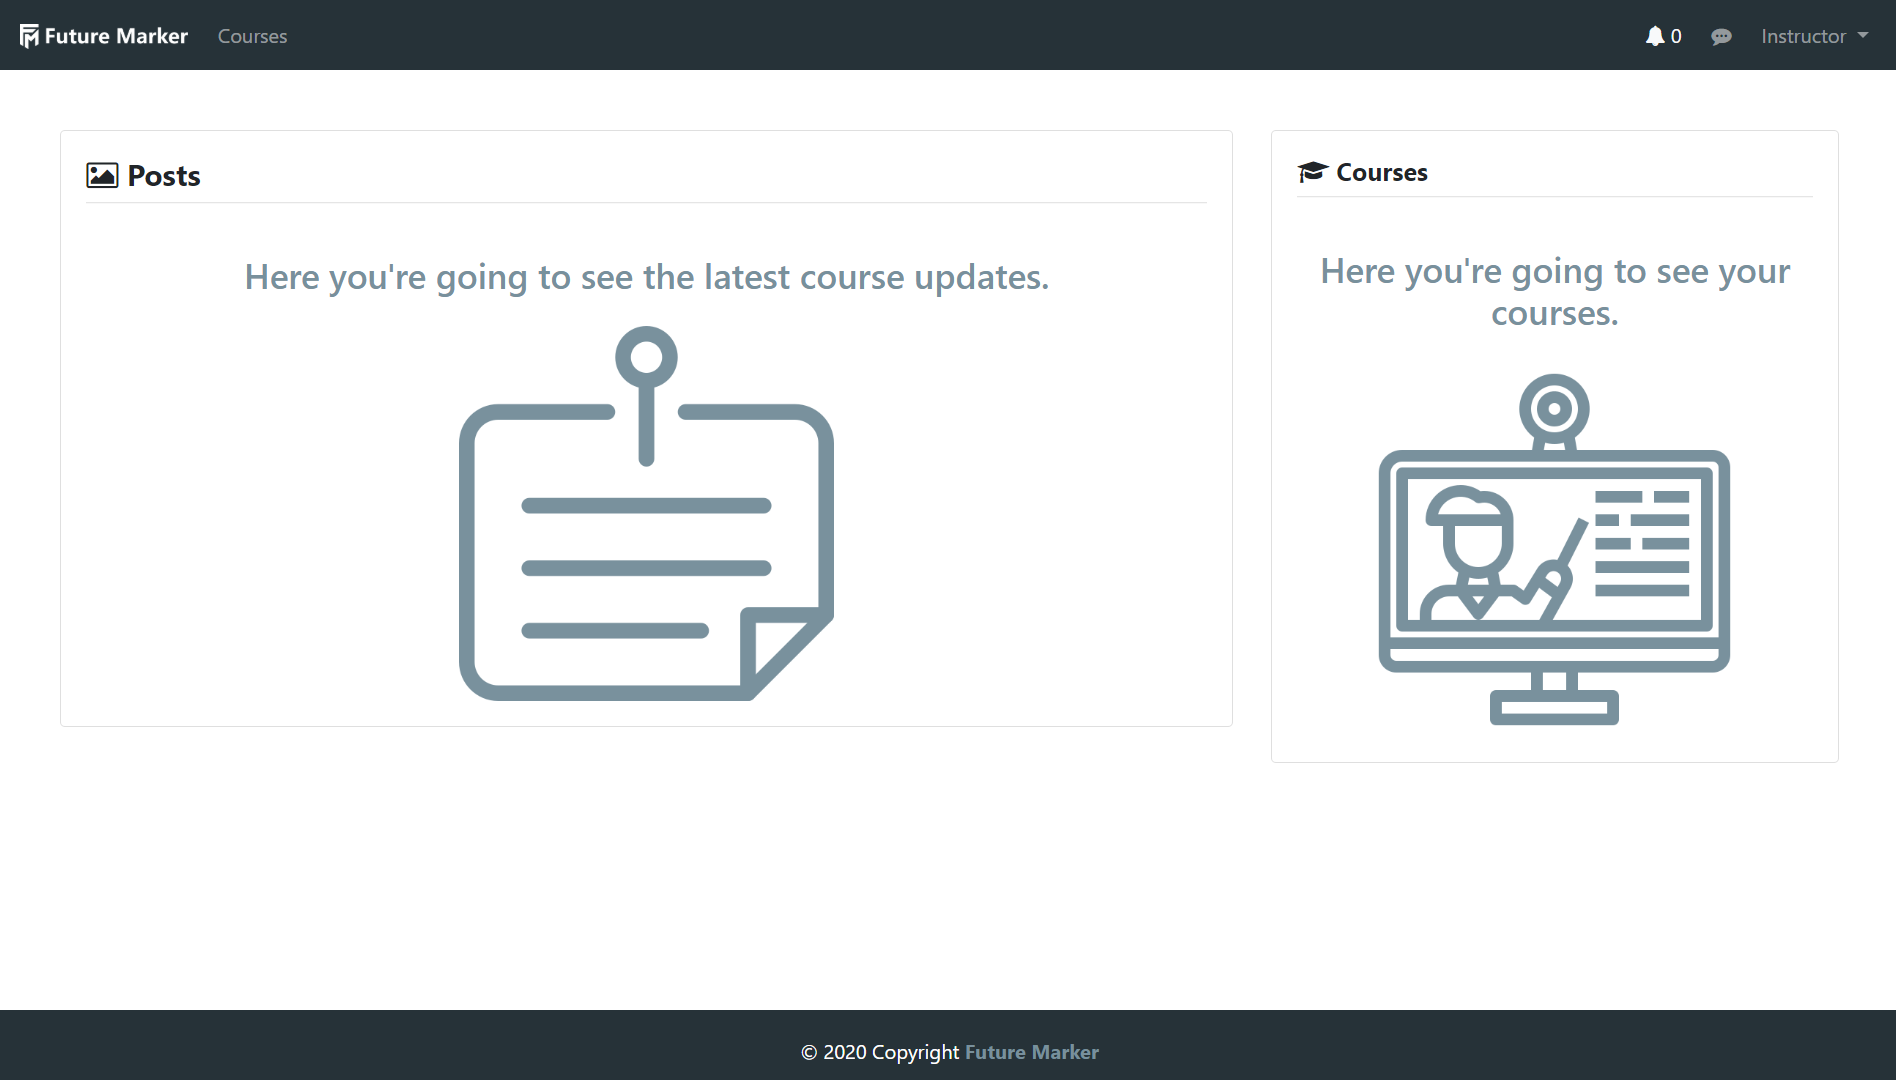 Future Marker Courses 0 Instructor
Posts
Here you're going to see the latest course updates.
Courses
Here you're going to see your
courses.
© 2020 Copyright Future Marker